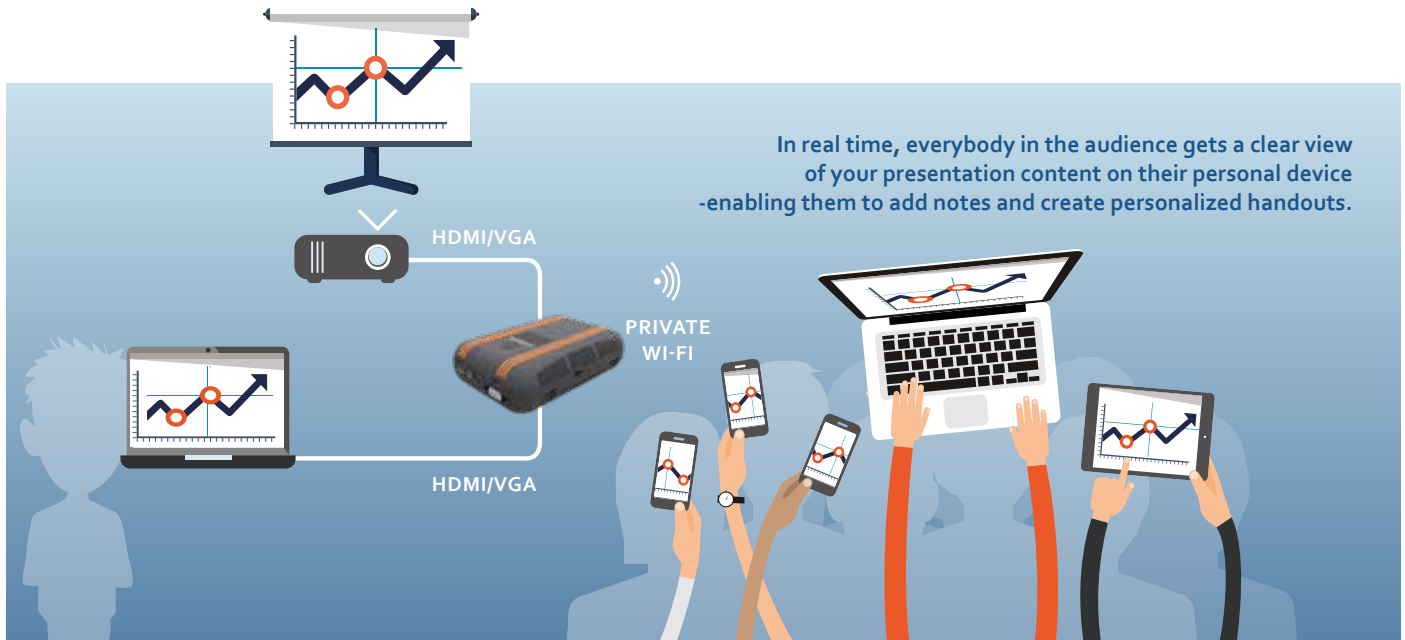 In real time, everybody in the audience gets a clear view
of your presentation content on their personal device
-enabling them to add notes and create personalized handouts.
HDMI/VGA
PRIVATE
WI-FI
HDMI/VGA